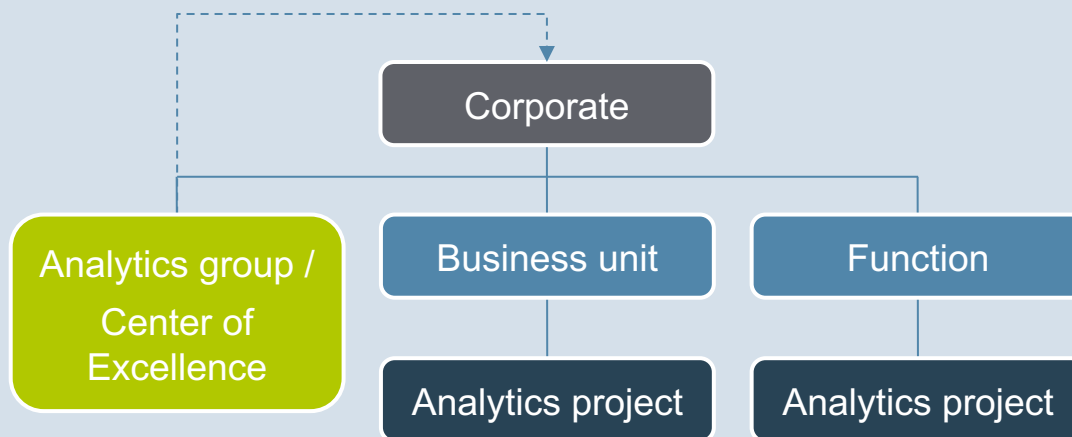 Corporate
Analytics group /
Center of
Excellence
Business unit
Function
Analytics project
Analytics project